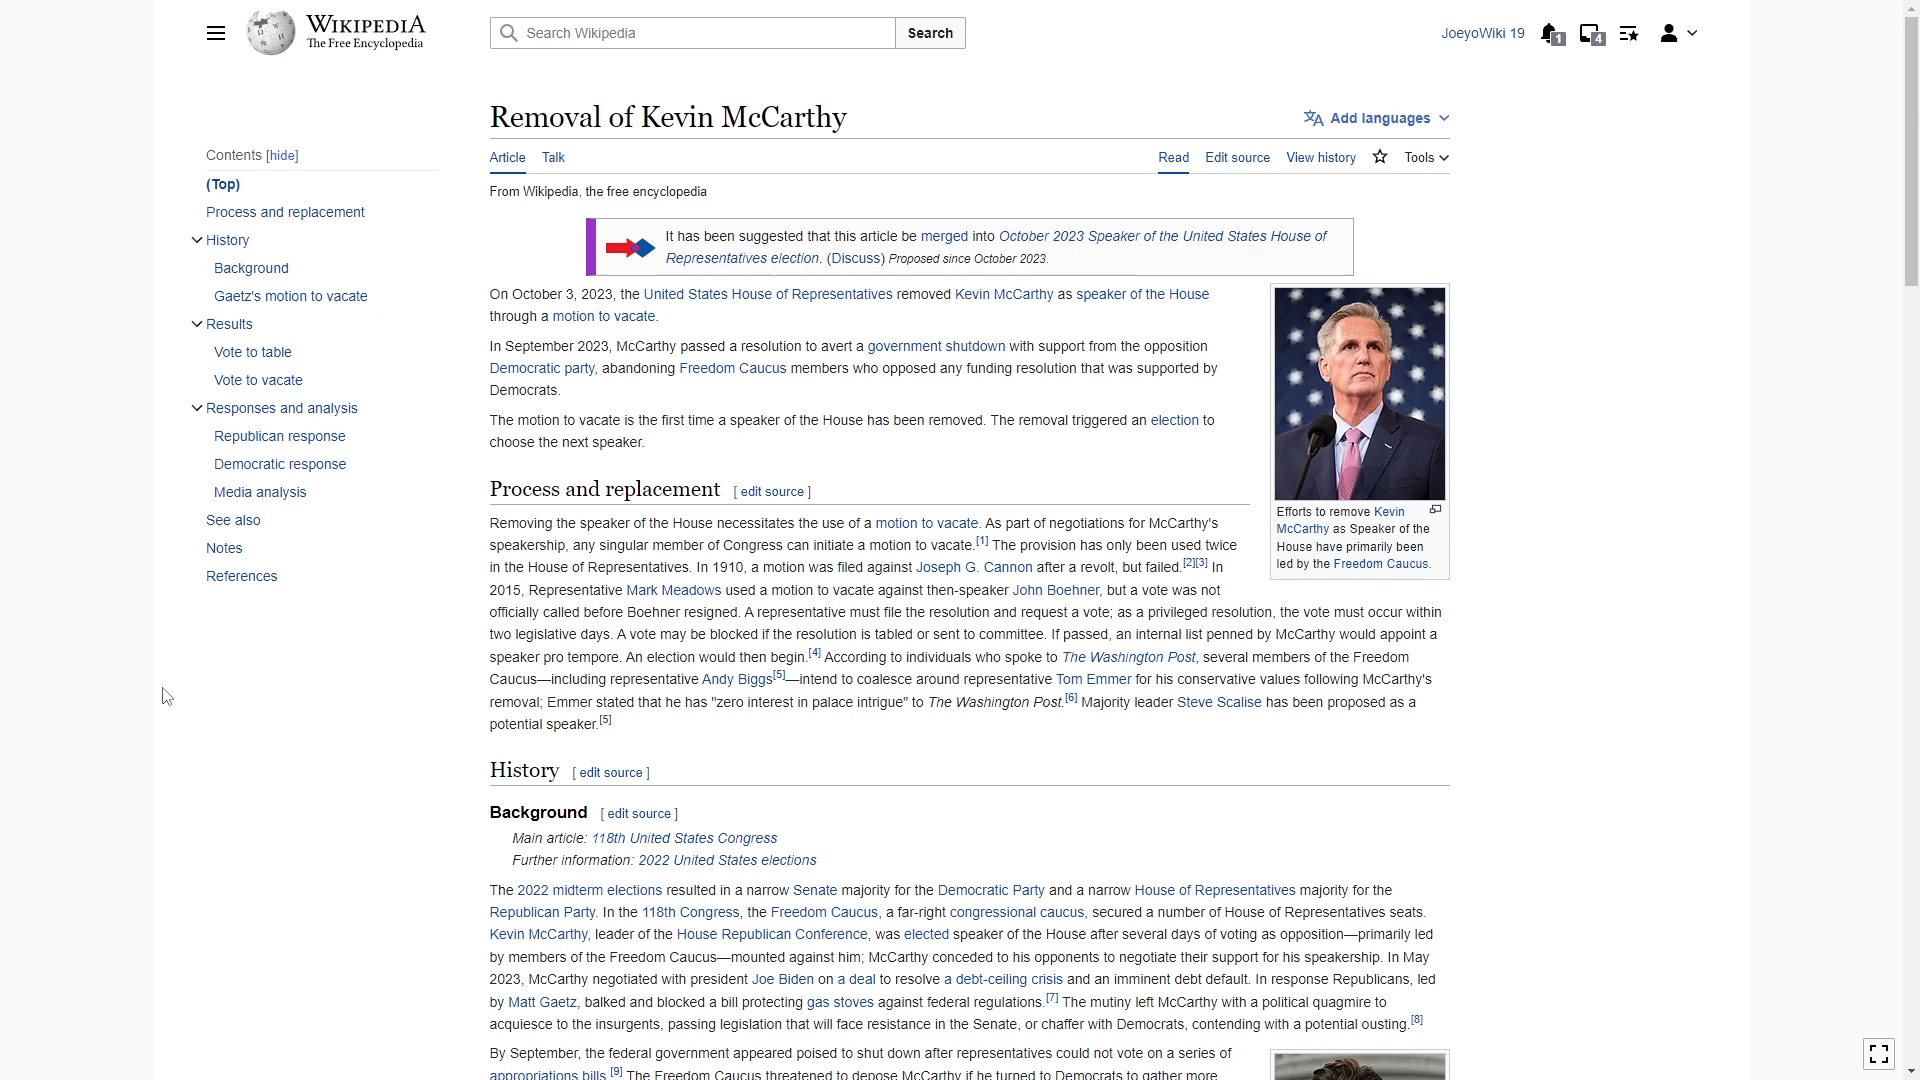 WIKIPEDIA
The Free Encyclopedia
Search Wikipedia
Search
JoeyoWiki 19
1
4
Removal of Kevin McCarthy
Add languages
Article Talk
Read Edit source View history Tools
From Wikipedia, the free encyclopedia
Contents [hide]
(Top)
Process and replacement
History
Background
Gaetz's motion to vacate
Results
Vote to table
Vote to vacate
Responses and analysis
Republican response
Democratic response
Media analysis
See also
Notes
References
It has been suggested that this article be merged into October 2023 Speaker of the United States House of
Representatives election. (Discuss) Proposed since October 2023.
On October 3, 2023, the United States House of Representatives removed Kevin McCarthy as speaker of the House
through a motion to vacate.
In September 2023, McCarthy passed a resolution to avert a government shutdown with support from the opposition
Democratic party, abandoning Freedom Caucus members who opposed any funding resolution that was supported by
Democrats.
The motion to vacate is the first time a speaker of the House has been removed. The removal triggered an election to
choose the next speaker.
Efforts to remove Kevin
McCarthy as Speaker of the
House have primarily been
led by the Freedom Caucus.
Process and replacement [ edit source ]
Removing the speaker of the House necessitates the use of a motion to vacate. As part of negotiations for McCarthy's
speakership, any singular member of Congress can initiate a motion to vacate.[1] The provision has only been used twice
in the House of Representatives. In 1910, a motion was filed against Joseph G. Cannon after a revolt, but failed.[2][3] In
2015, Representative Mark Meadows used a motion to vacate against then-speaker John Boehner, but a vote was not
officially called before Boehner resigned. A representative must file the resolution and request a vote; as a privileged resolution, the vote must occur within
two legislative days. A vote may be blocked if the resolution is tabled or sent to committee. If passed, an internal list penned by McCarthy would appoint a
speaker pro tempore. An election would then begin.[4] According to individuals who spoke to The Washington Post, several members of the Freedom
Caucus—including representative Andy Biggs[5]—intend to coalesce around representative Tom Emmer for his conservative values following McCarthy's
removal; Emmer stated that he has "zero interest in palace intrigue" to The Washington Post.[6] Majority leader Steve Scalise has been proposed as a
potential speaker.[5]
History [ edit source ]
Background [ edit source ]
Main article: 118th United States Congress
Further information: 2022 United States elections
The 2022 midterm elections resulted in a narrow Senate majority for the Democratic Party and a narrow House of Representatives majority for the
Republican Party. In the 118th Congress, the Freedom Caucus, a far-right congressional caucus, secured a number of House of Representatives seats.
Kevin McCarthy, leader of the House Republican Conference, was elected speaker of the House after several days of voting as opposition—primarily led
by members of the Freedom Caucus—mounted against him; McCarthy conceded to his opponents to negotiate their support for his speakership. In May
2023, McCarthy negotiated with president Joe Biden on a deal to resolve a debt-ceiling crisis and an imminent debt default. In response Republicans, led
by Matt Gaetz, balked and blocked a bill protecting gas stoves against federal regulations.[7] The mutiny left McCarthy with a political quagmire to
acquiesce to the insurgents, passing legislation that will face resistance in the Senate, or chaffer with Democrats, contending with a potential ousting.[8]
By September, the federal government appeared poised to shut down after representatives could not vote on a series of
appropriations bills.[9] The Freedom Caucus threatened to depose McCarthy if he turned to Democrats to gather more